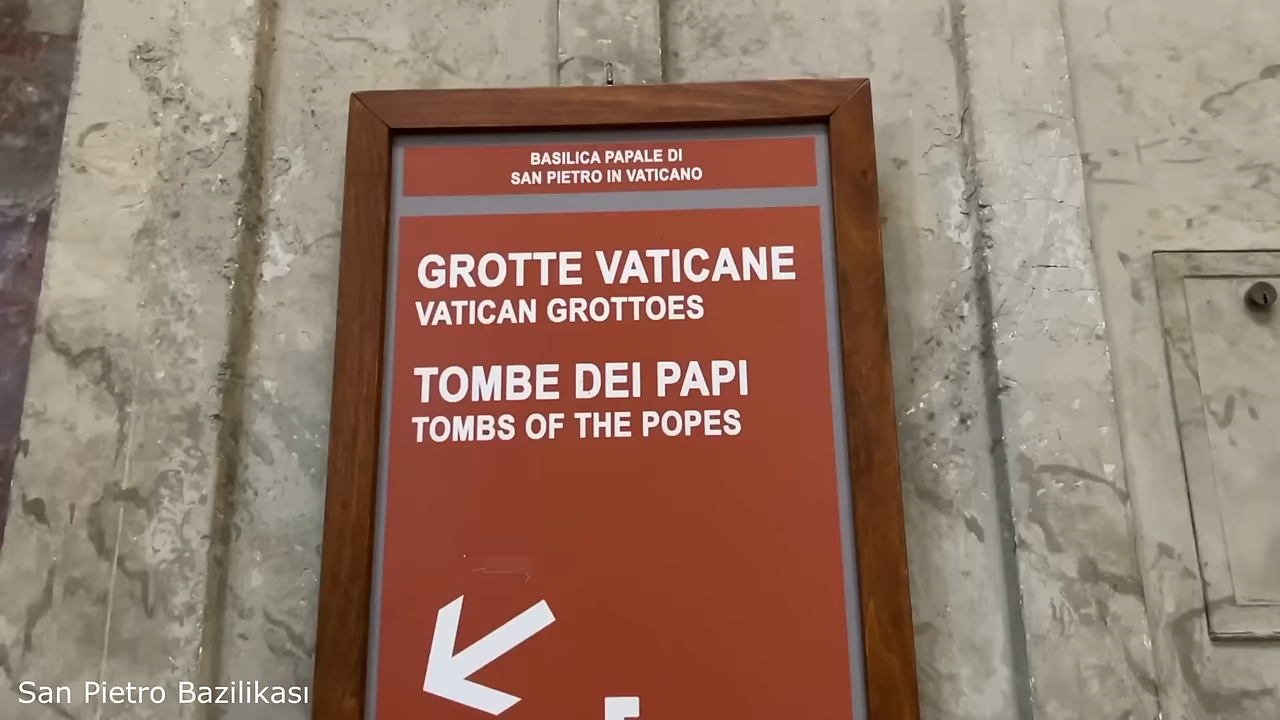 BASILICA PAPALE DI
SAN PIETRO IN VATICANO
GROTTE VATICANE
VATICAN GROTTOES
TOMBE DEI PAPI
TOMBS OF THE POPES
San Pietro Bazilikası